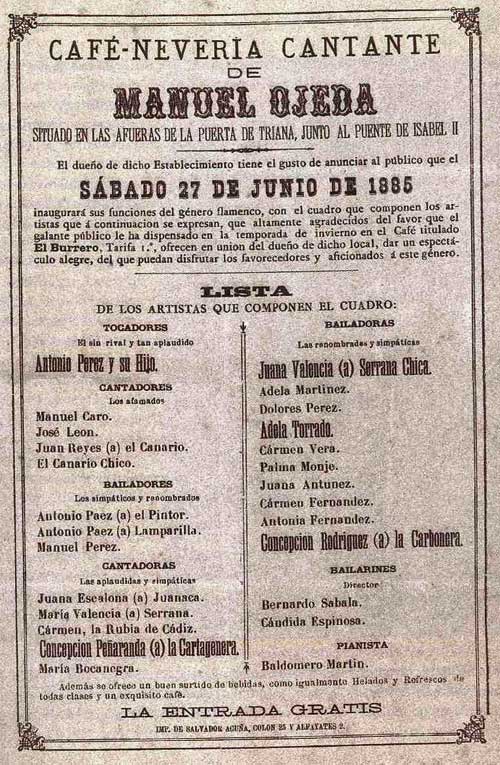 CAFÉ-NEVERÍA CANTANTE
DE
MANUEL OJEDA
SITUADO EN LAS AFUERAS DE LA PUERTA DE TRIANA, JUNTO AL PUENTE DE ISABEL II
El dueño de dicho Establecimiento tiene el gusto de anunciar al público que el
SÁBADO 27 DE JUNIO DE 1885
inaugurará sus funciones del género flamenco, con el cuadro que componen los ar-
tistas que á continuacion se expresan, que altamente agradecidos del favor que el
galante público le ha dispensado en la temporada de invierno en el Café titulado
El Burrero, Tarifa 1.ª, ofrecen en union del dueño de dicho local, dar un espectá-
culo alegre, del que puedan disfrutar los favorecedores y aficionados á este género.
LISTA
DE LOS ARTISTAS QUE COMPONEN EL CUADRO:
TOCADORES
El sin rival y tan aplaudido
Antonio Perez y su Hijo.
CANTADORES
Los afamados
Manuel Caro.
José Leon.
Juan Reyes (a) el Canario.
El Canario Chico.
BAILADORES
Los simpáticos y renombrados
Antonio Paez (a) el Pintor.
Antonio Paez (a) Lamparilla.
Manuel Perez.
CANTADORAS
Las aplaudidas y simpáticas
Juana Escalona (a) Juanaca.
María Valencia (a) Serrana.
Cármen, la Rubia de Cádiz.
Concepcion Peñaranda (a) la Cartagenera.
María Bocanegra.
BAILADORAS
Las renombradas y simpáticas
Juana Valencia (a) Serrana Chica.
Adela Martinez.
Dolores Perez.
Adela Torrado.
Cármen Vera.
Palma Monje.
Juana Antunez.
Cármen Fernandez.
Antonia Fernandez.
Concepcion Rodriguez (a) la Carbonera.
BAILARINES
Director
Bernardo Sabala.
Cándida Espinosa.
PIANISTA
Baldomero Martin.
Además se ofrece un buen surtido de bebidas, como igualmente Helados y Refrescos de
todas clases y un exquisito café.
LA ENTRADA GRATIS
IMP. DE SALVADOR ACUÑA, COLON 25 Y ALFAYATES 2.